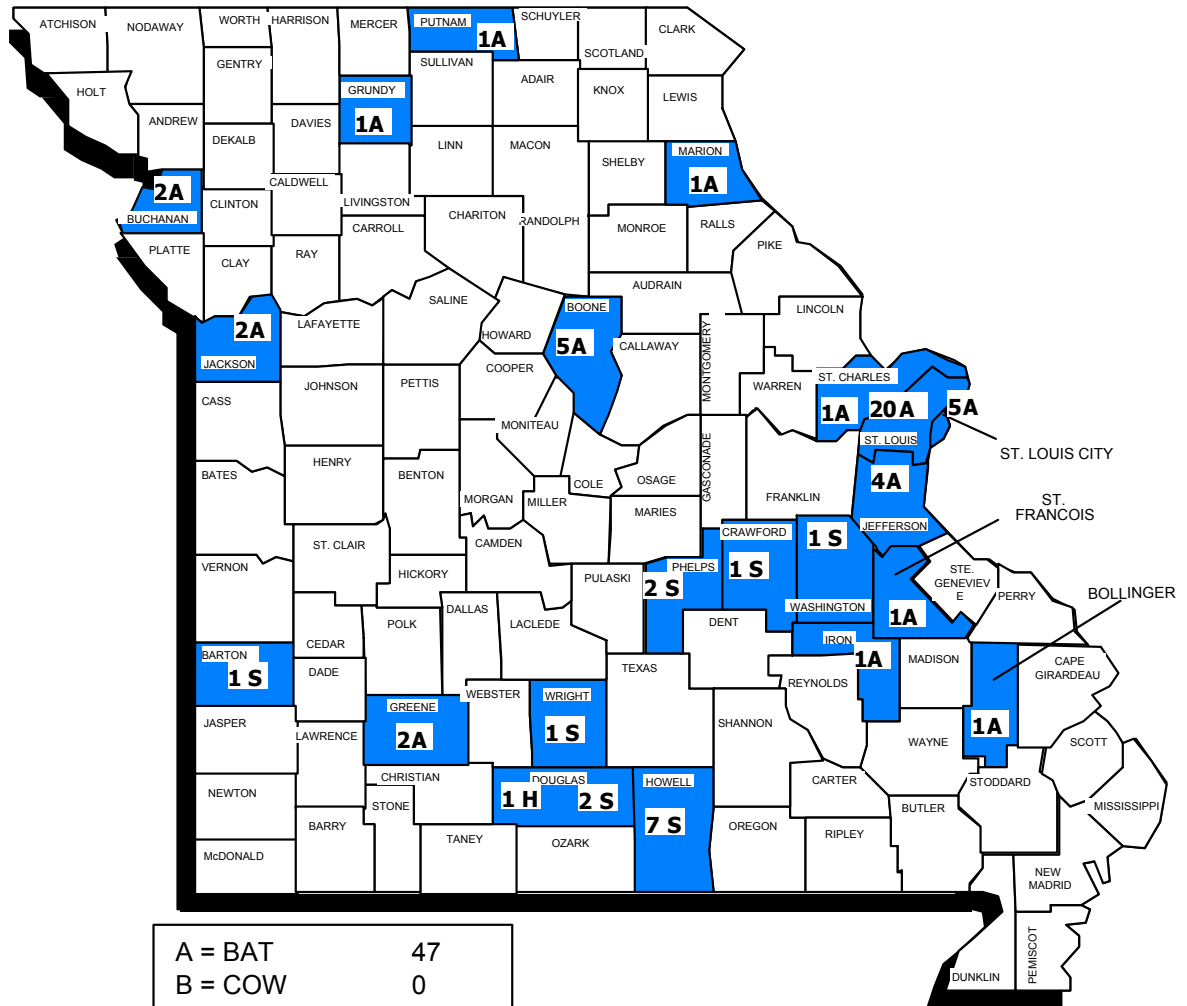 ATCHISON
NODAWAY
WORTH
HARRISON
MERCER
PUTNAM
1A
SCHUYLER
SCOTLAND
CLARK
GENTRY
SULLIVAN
ADAIR
KNOX
LEWIS
HOLT
ANDREW
DEKALB
DAVIES
GRUNDY
1A
LINN
MACON
SHELBY
MARION
1A
2A
BUCHANAN
CLINTON
CALDWELL
LIVINGSTON
CHARITON
RANDOLPH
MONROE
RALLS
PIKE
PLATTE
CLAY
RAY
CARROLL
SALINE
HOWARD
BOONE
5A
AUDRAIN
LINCOLN
2A
JACKSON
LAFAYETTE
CALLAWAY
MONTGOMERY
WARREN
ST. CHARLES
1A
20A
5A
CASS
JOHNSON
PETTIS
COOPER
MONITEAU
ST. LOUIS
ST. LOUIS CITY
BATES
HENRY
BENTON
MORGAN
MILLER
COLE
OSAGE
GASCONADE
FRANKLIN
4A
JEFFERSON
ST.
FRANCOIS
MARIES
VERNON
ST. CLAIR
HICKORY
CAMDEN
PULASKI
PHELPS
2 S
CRAWFORD
1 S
1 S
WASHINGTON
STE.
GENEVIEV
E
PERRY
BOLLINGER
1A
CEDAR
POLK
DALLAS
LACLEDE
DENT
IRON
1A
MADISON
CAPE
GIRARDEAU
BARTON
1 S
DADE
GREENE
2A
WEBSTER
WRIGHT
1 S
TEXAS
REYNOLDS
SHANNON
WAYNE
1A
SCOTT
JASPER
LAWRENCE
CHRISTIAN
DOUGLAS
1 H
2 S
HOWELL
7 S
CARTER
STODDARD
MISSISSIPPI
NEWTON
STONE
BARRY
TANEY
OZARK
OREGON
RIPLEY
BUTLER
McDONALD
NEW
MADRID
DUNKLIN
PEMISCOT
A = BAT 47
B = COW 0